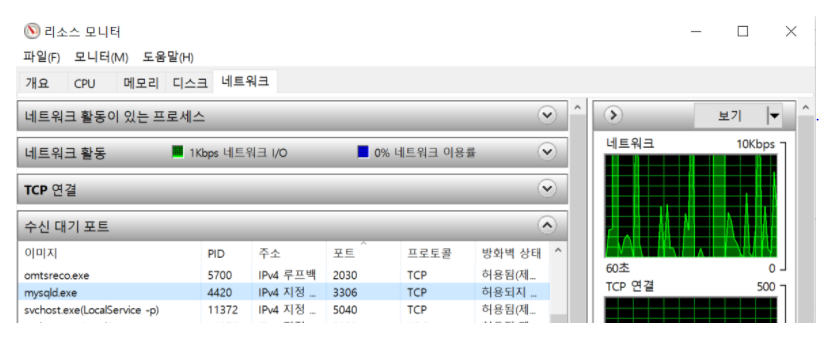 리소스 모니터
파일(F) 모니터(M) 도움말(H)
개요 CPU 메모리 디스크 네트워크
네트워크 활동이 있는 프로세스
보기
네트워크 활동 1Kbps 네트워크 I/O 0% 네트워크 이용률
TCP 연결
수신 대기 포트
이미지 PID 주소 포트 프로토콜 방화벽 상태
omtsreco.exe 5700 IPv4 루프백 2030 TCP 허용됨(제...
mysqld.exe 4420 IPv4 지정 ... 3306 TCP 허용되지 ...
svchost.exe(LocalService -p) 11372 IPv4 지정 ... 5040 TCP 허용됨(제...
네트워크 10Kbps
60초 0
TCP 연결 500